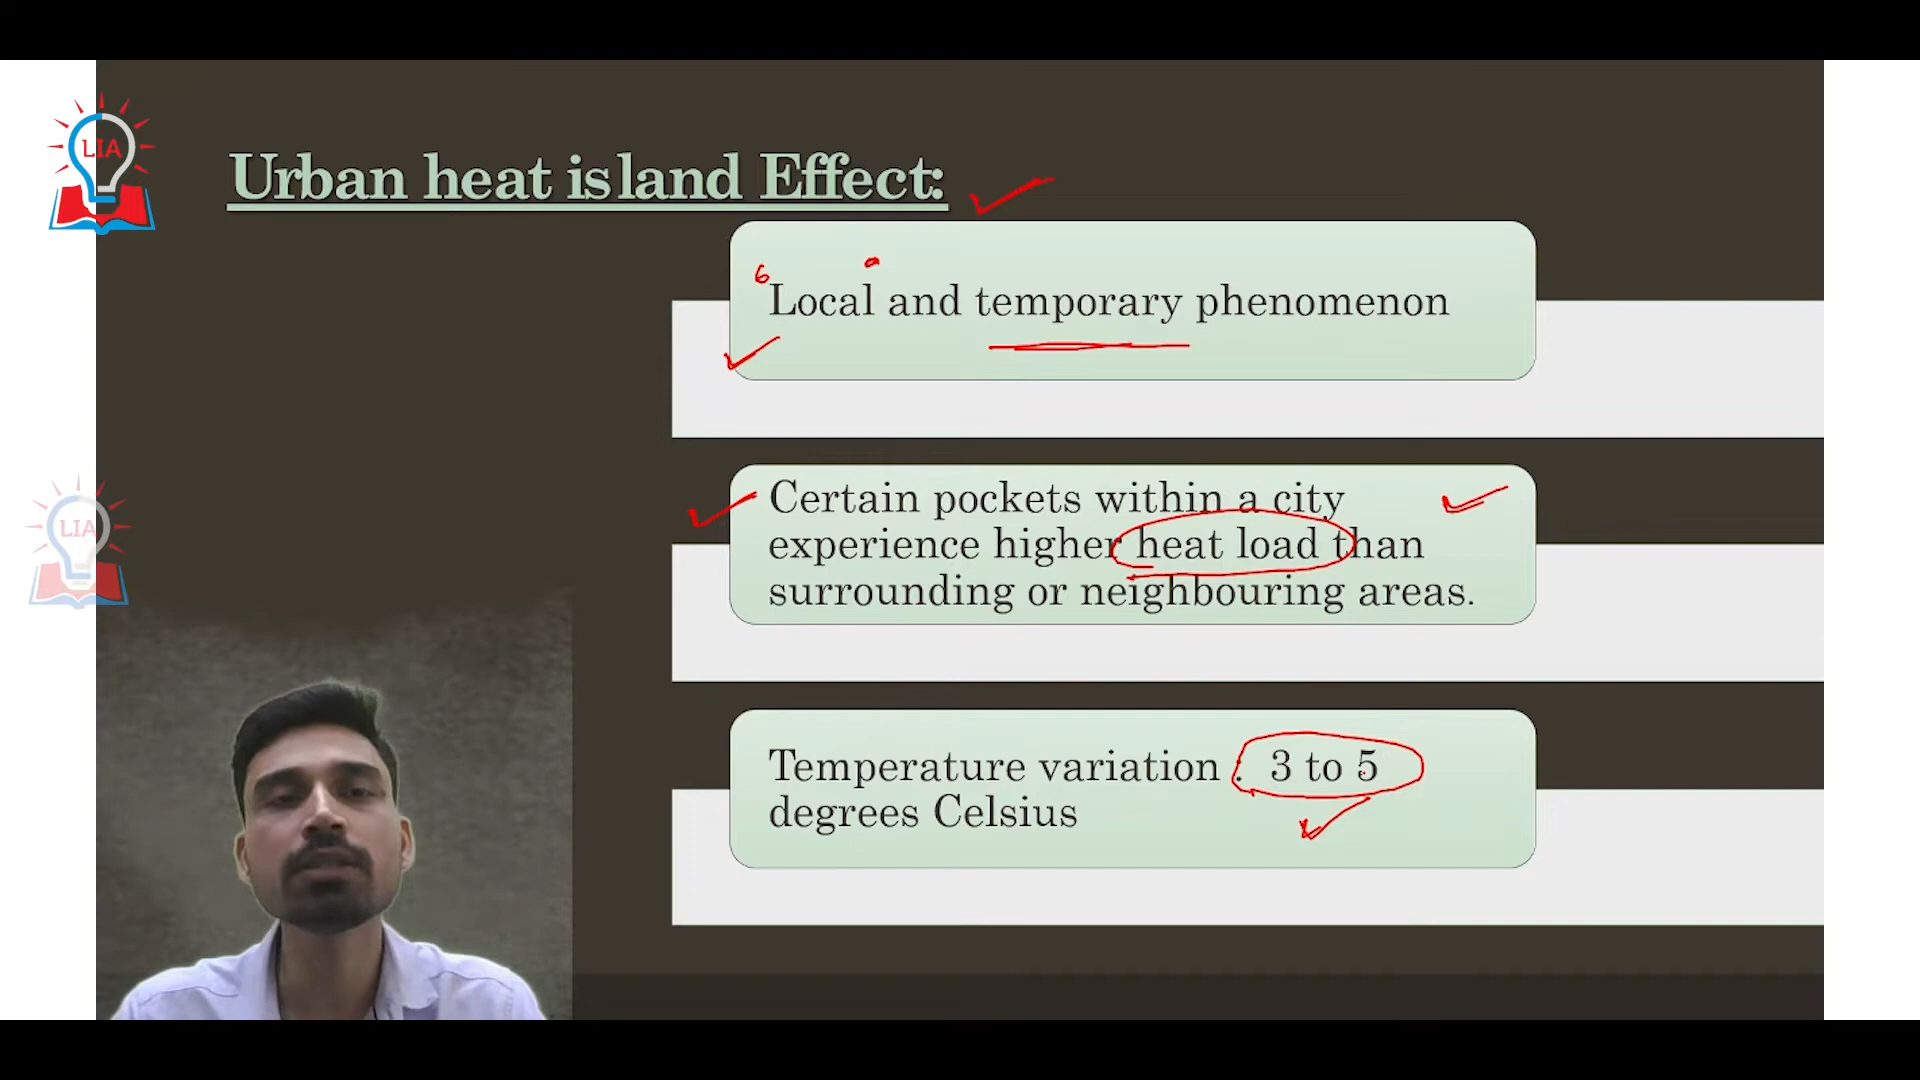 LIA
Urban heat island Effect:
Local and temporary phenomenon
LIA
Certain pockets within a city
experience higher heat load than
surrounding or neighbouring areas.
Temperature variation : 3 to 5
degrees Celsius